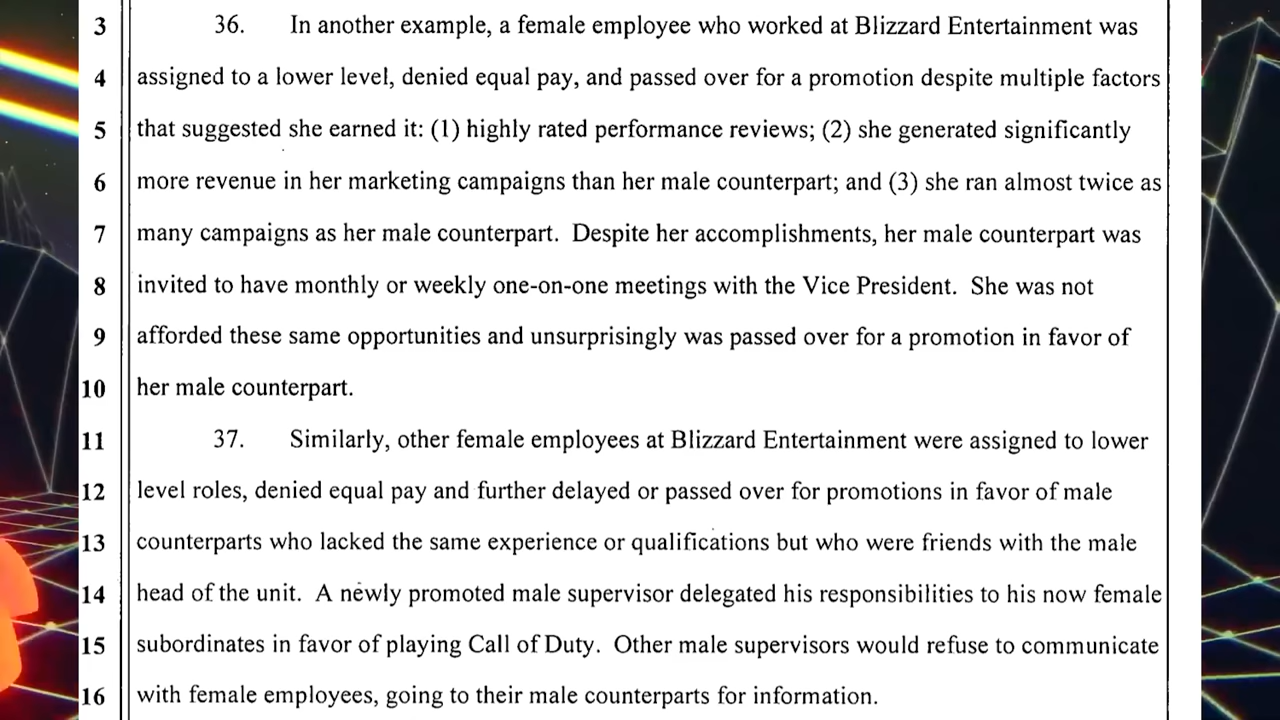 3 36. In another example, a female employee who worked at Blizzard Entertainment was
4 assigned to a lower level, denied equal pay, and passed over for a promotion despite multiple factors
5 that suggested she earned it: (1) highly rated performance reviews; (2) she generated significantly
6 more revenue in her marketing campaigns than her male counterpart; and (3) she ran almost twice as
7 many campaigns as her male counterpart. Despite her accomplishments, her male counterpart was
8 invited to have monthly or weekly one-on-one meetings with the Vice President. She was not
9 afforded these same opportunities and unsurprisingly was passed over for a promotion in favor of
10 her male counterpart.
11 37. Similarly, other female employees at Blizzard Entertainment were assigned to lower
12 level roles, denied equal pay and further delayed or passed over for promotions in favor of male
13 counterparts who lacked the same experience or qualifications but who were friends with the male
14 head of the unit. A newly promoted male supervisor delegated his responsibilities to his now female
15 subordinates in favor of playing Call of Duty. Other male supervisors would refuse to communicate
16 with female employees, going to their male counterparts for information.